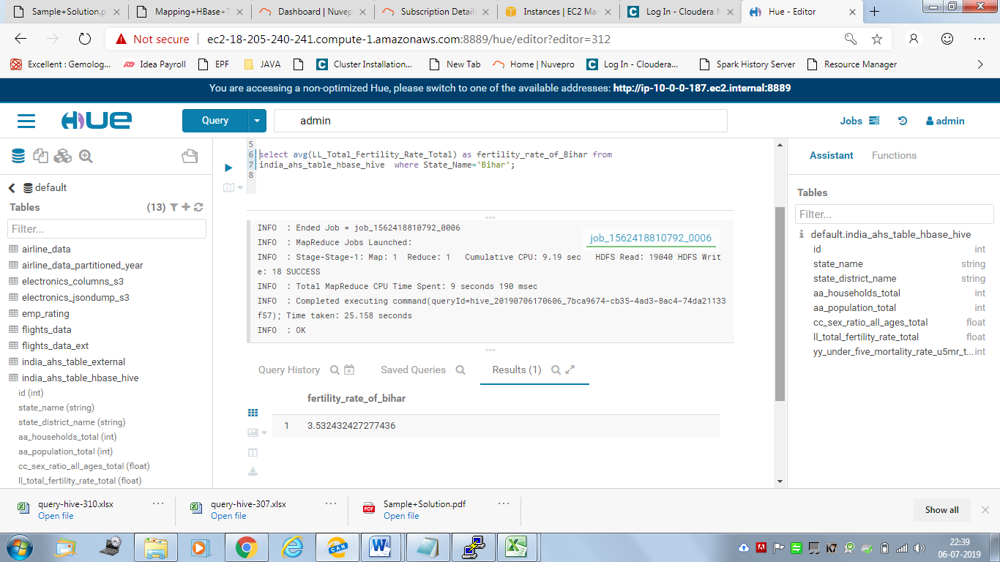 Sample+Solution.p
Mapping+HBase+T
Dashboard | Nuvep
Subscription Detail
Instances | EC2 Ma
Log In - Cloudera M
Hue - Editor
Not secure
ec2-18-205-240-241.compute-1.amazonaws.com:8889/hue/editor?editor=312
Excellent : Gemolog...
Idea Payroll
EPF
JAVA
Cluster Installation...
New Tab
Home | Nuvepro
Log In - Cloudera...
Spark History Server
Resource Manager
You are accessing a non-optimized Hue, please switch to one of the available addresses: http://ip-10-0-0-187.ec2.internal:8889
HUE
Query
admin
Jobs
admin
default
Tables
(13)
Filter...
airline_data
airline_data_partitioned_year
electronics_columns_s3
electronics_jsondump_s3
emp_rating
flights_data
flights_data_ext
india_ahs_table_external
india_ahs_table_hbase_hive
id (int)
state_name (string)
state_district_name (string)
aa_households_total (int)
aa_population_total (int)
cc_sex_ratio_all_ages_total (float)
ll_total_fertility_rate_total (float)
5
6 select avg(LL_Total_Fertility_Rate_Total) as fertility_rate_of_Bihar from
7 india_ahs_table_hbase_hive  where State_Name='Bihar';
8
INFO  : Ended Job = job_1562418810792_0006
INFO  : MapReduce Jobs Launched:
job_1562418810792_0006
INFO  : Stage-Stage-1: Map: 1  Reduce: 1   Cumulative CPU: 9.19 sec   HDFS Read: 19040 HDFS Writ
e: 18 SUCCESS
INFO  : Total MapReduce CPU Time Spent: 9 seconds 190 msec
INFO  : Completed executing command(queryId=hive_20190706170606_7bca9674-cb35-4ad3-8ac4-74da21133
f57); Time taken: 25.158 seconds
INFO  : OK
Query History
Saved Queries
Results (1)
fertility_rate_of_bihar
1
3.532432427277436
Assistant
Functions
Tables
Filter...
default.india_ahs_table_hbase_hive
id int
state_name string
state_district_name string
aa_households_total int
aa_population_total int
cc_sex_ratio_all_ages_total float
ll_total_fertility_rate_total float
yy_under_five_mortality_rate_u5mr_t... int
query-hive-310.xlsx
Open file
query-hive-307.xlsx
Open file
PDF
Sample+Solution.pdf
Open file
Show all
CAN
K7
22:39
06-07-2019